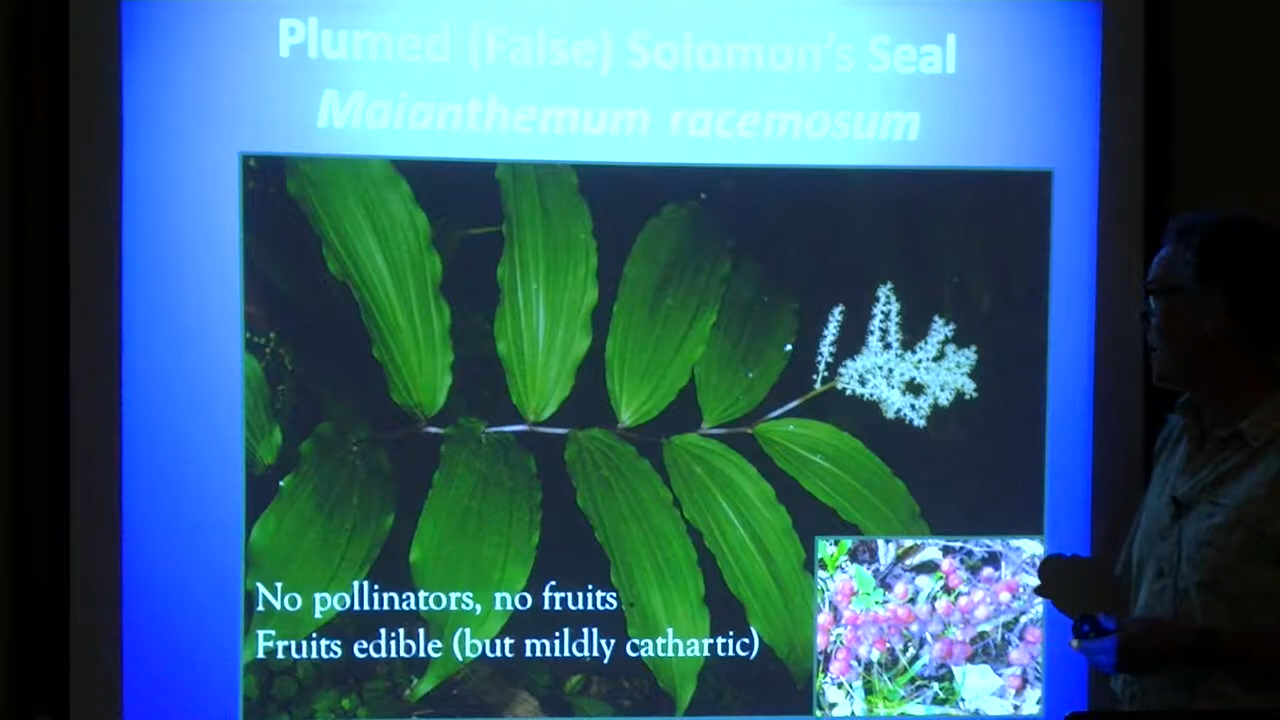 Plumed (False) Solomon's Seal
Maianthemum racemosum
No pollinators, no fruits
Fruits edible (but mildly cathartic)